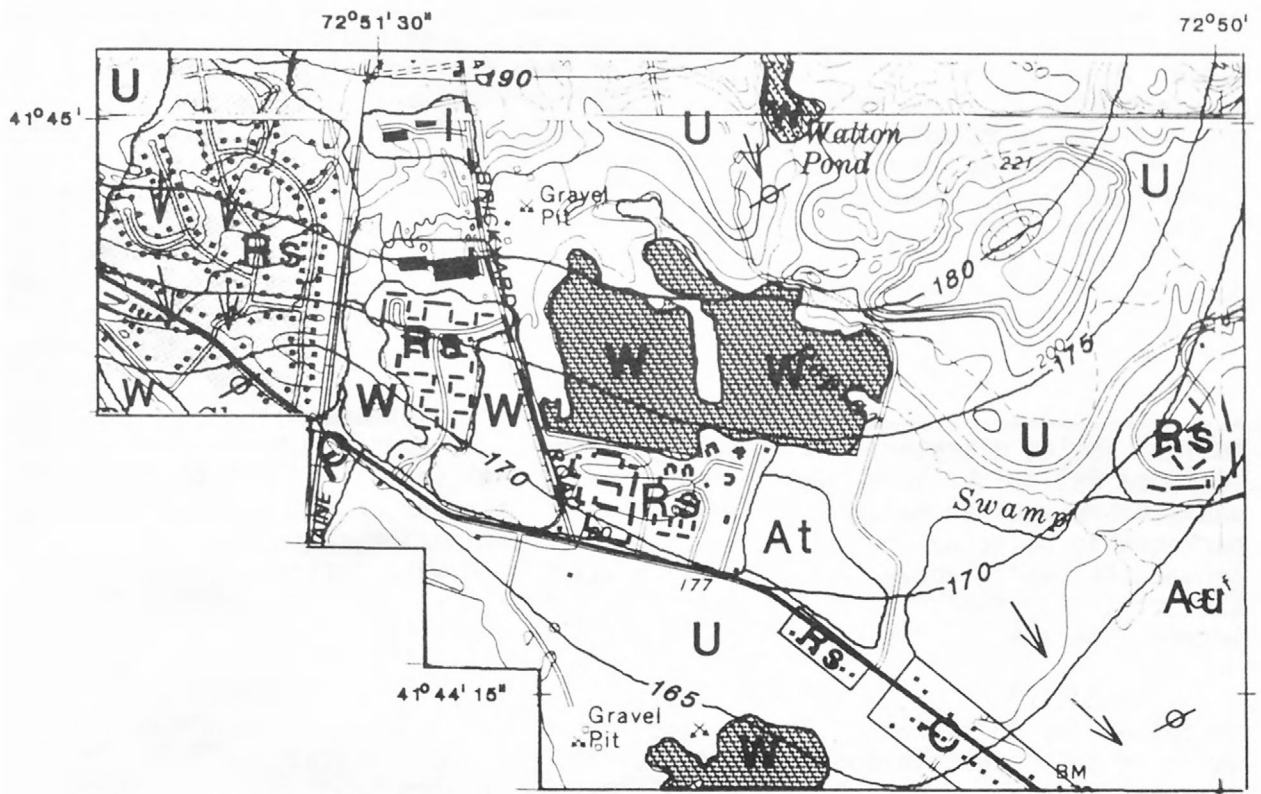 72°51'30"
72°50'
U
190
41°45'
I
U
W
Watton
Pond
221
U
Gravel
Pit
Rs
180
Rs
W
W
200
175
W
W
W
U
Rs
170
Rs
Swamp
At
170
177
U
Rs
41°44'15"
165
Gravel
Pit
W
C
BM